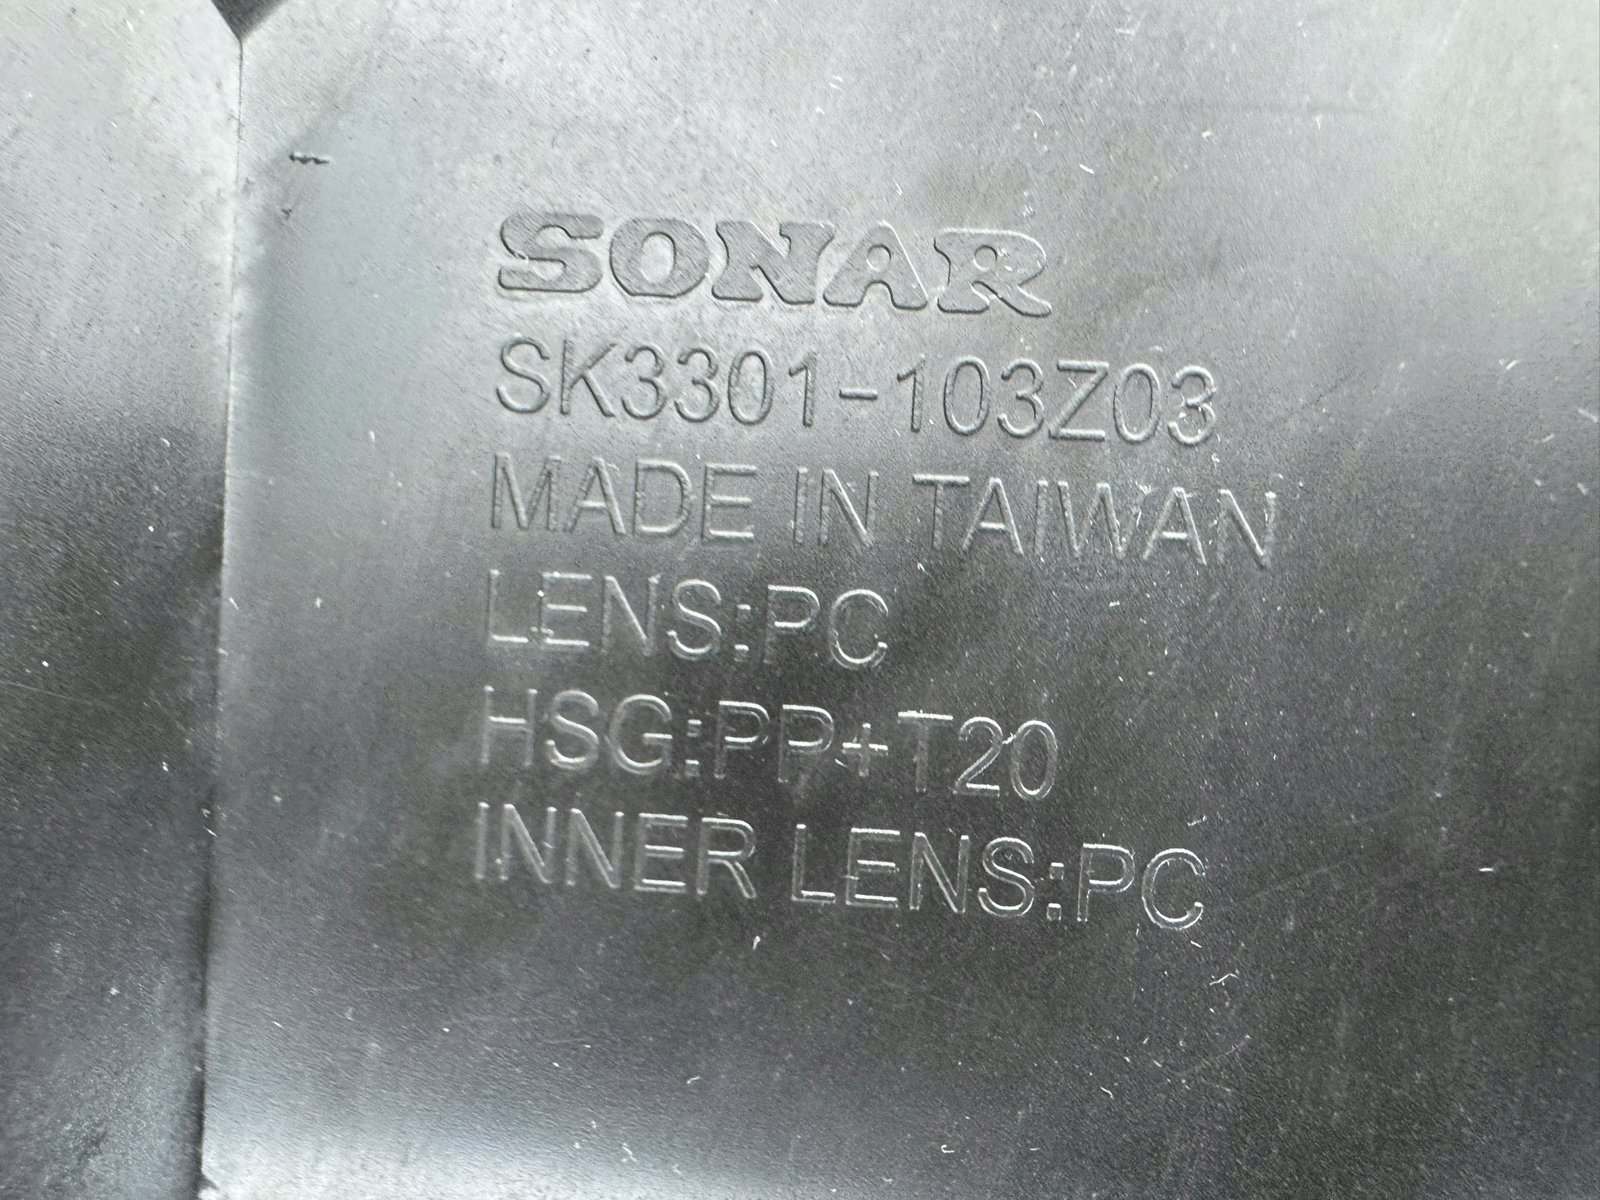 SONAR
SK3301-103Z03
MADE IN TAIWAN
LENS:PC
HSG:PP+T20
INNER LENS:PC